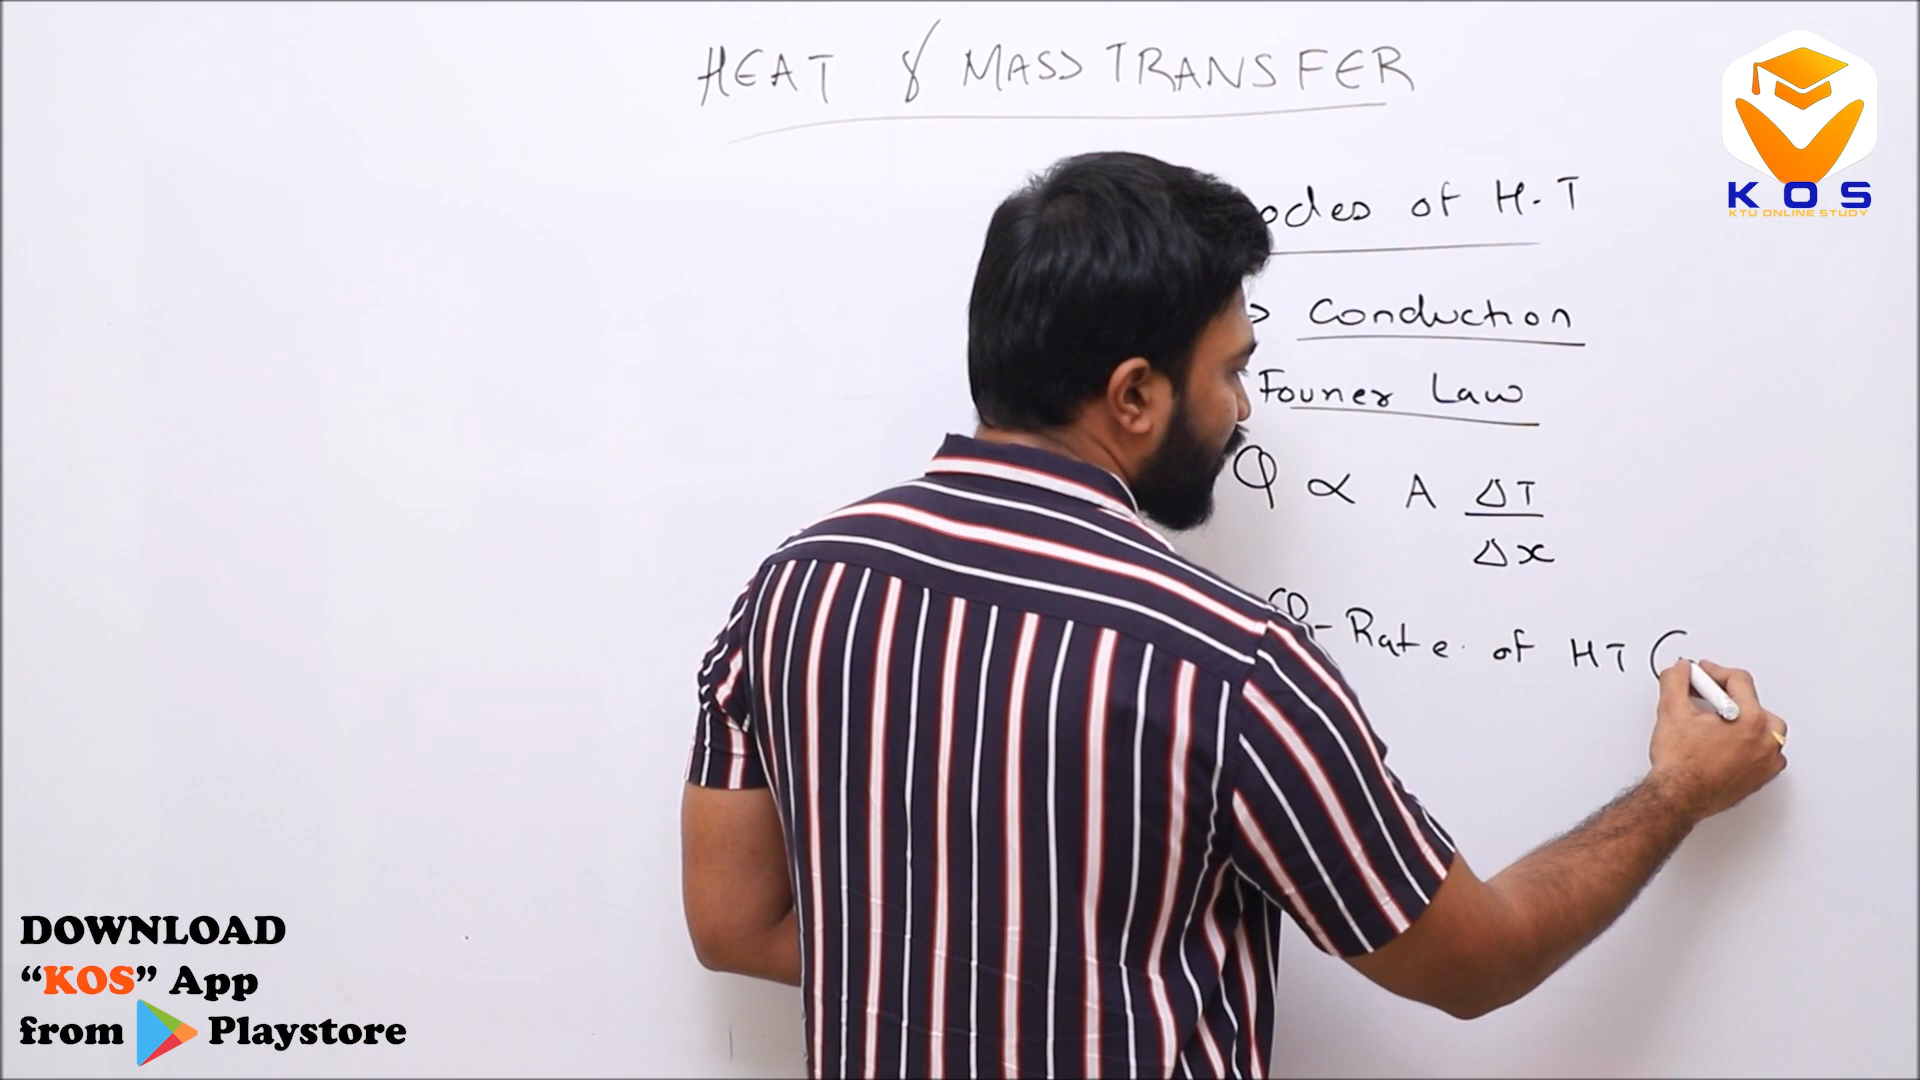 HEAT & MASS TRANSFER
odes of H.T
> Conduction
Fourier Law
Q ∝ A ΔT
Δx
Q - Rate of HT (
KOS
KTU ONLINE STUDY
DOWNLOAD
“KOS” App
from Playstore